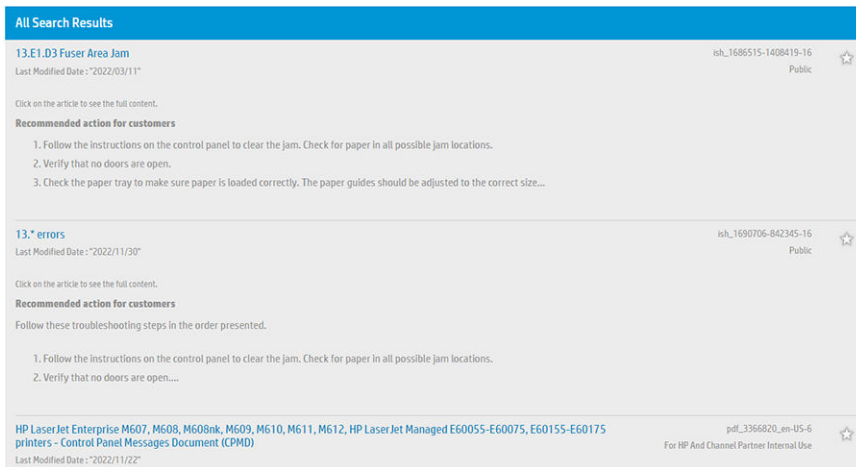 All Search Results
13.E1.D3 Fuser Area Jam
ish_1686515-1408419-16
Last Modified Date : "2022/03/11"
Public
Click on the article to see the full content.
Recommended action for customers
1. Follow the instructions on the control panel to clear the jam. Check for paper in all possible jam locations.
2. Verify that no doors are open.
3. Check the paper tray to make sure paper is loaded correctly. The paper guides should be adjusted to the correct size...
13.* errors
ish_1690706-842345-16
Last Modified Date : "2022/11/30"
Public
Click on the article to see the full content.
Recommended action for customers
Follow these troubleshooting steps in the order presented.
1. Follow the instructions on the control panel to clear the jam. Check for paper in all possible jam locations.
2. Verify that no doors are open....
HP LaserJet Enterprise M607, M608, M608nk, M609, M610, M611, M612, HP LaserJet Managed E60055-E60075, E60155-E60175
printers - Control Panel Messages Document (CPMD)
pdf_3366820_en-US-6
For HP And Channel Partner Internal Use
Last Modified Date : "2022/11/22"